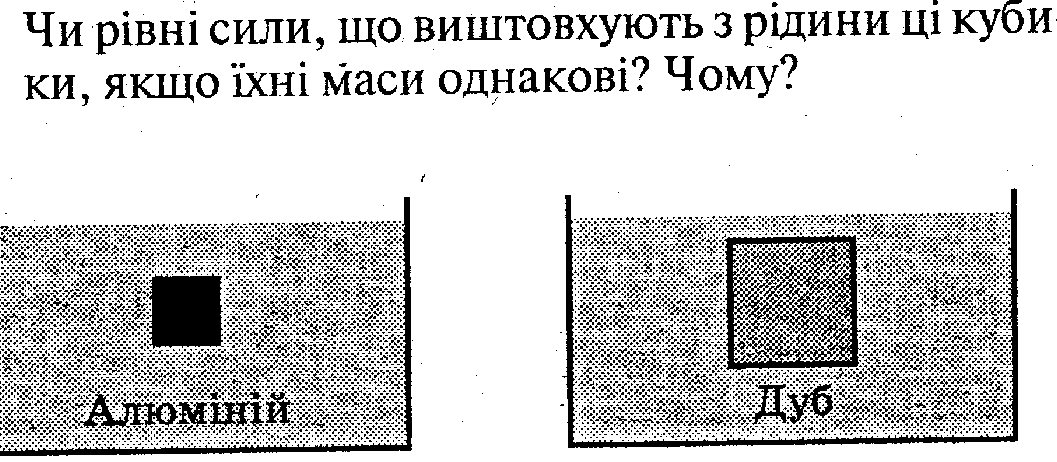 Чи рівні сили, що виштовхують з рідини ці куби
ки, якщо їхні маси однакові? Чому?
Алюміній
Дуб